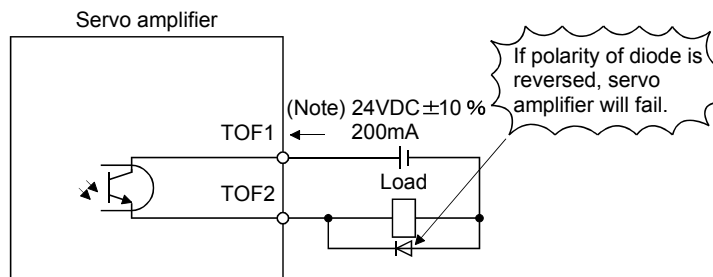 Servo amplifier
If polarity of diode is
reversed, servo
amplifier will fail.
(Note) 24VDC±10 %
200mA
TOF1
Load
TOF2